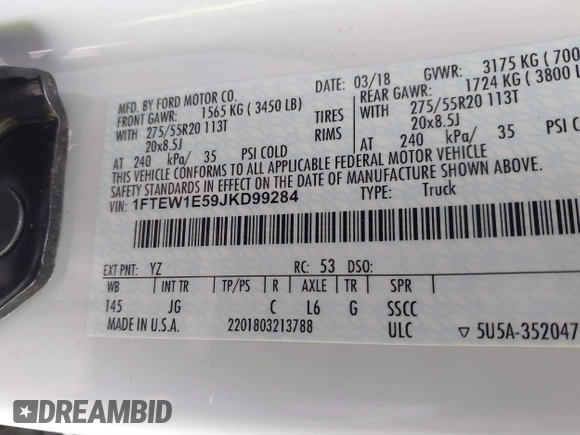 MFD. BY FORD MOTOR CO.
DATE: 03/18 GVWR: 3175 KG ( 700
FRONT GAWR: 1565 KG ( 3450 LB)
REAR GAWR: 1724 KG ( 3800 L
WITH 275/55R20 113T TIRES WITH 275/55R20 113T
20x8.5J RIMS 20x8.5J
AT 240 kPa/ 35 PSI COLD AT 240 kPa/ 35 PSI CO
THIS VEHICLE CONFORMS TO ALL APPLICABLE FEDERAL MOTOR VEHICLE
SAFETY STANDARDS IN EFFECT ON THE DATE OF MANUFACTURE SHOWN ABOVE.
VIN: 1FTEW1E59JKD99284 TYPE: Truck
EXT PNT: YZ RC: 53 DSO:
WB INT TR TP/PS R AXLE TR SPR
145 JG C L6 G SSCC
MADE IN U.S.A. 2201803213788 ULC ▽ 5U5A-352047
DREAMBID